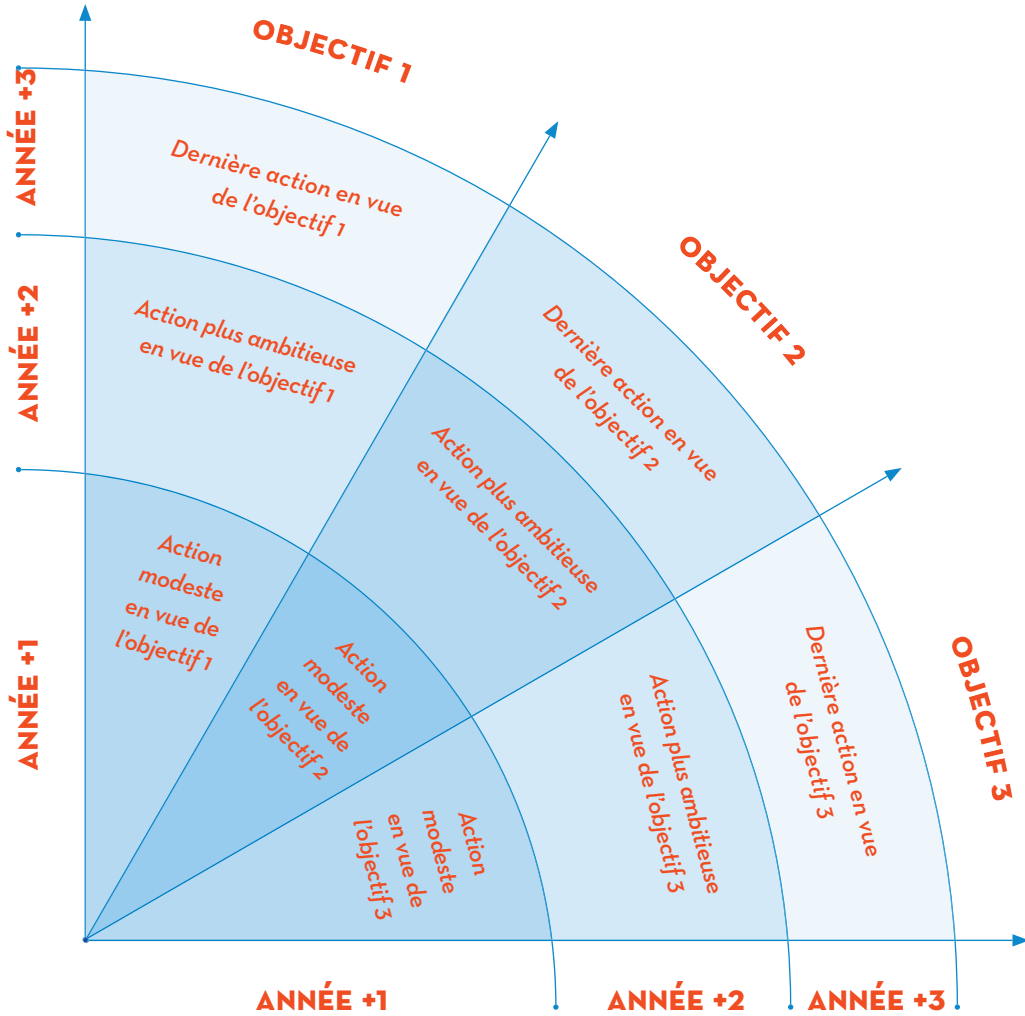 OBJECTIF 1
ANNÉE +3
Dernière action en vue
de l'objectif 1
OBJECTIF 2
ANNÉE +2
Action plus ambitieuse
en vue de l'objectif 1
Dernière action en vue
de l'objectif 2
Action plus ambitieuse
en vue de l'objectif 2
ANNÉE +1
Action
modeste
en vue de
l'objectif 1
Action
modeste
en vue de
l'objectif 2
OBJECTIF 3
Dernière action en vue
de l'objectif 3
Action plus ambitieuse
en vue de l'objectif 3
Action
modeste
en vue de
l'objectif 3
ANNÉE +1
ANNÉE +2
ANNÉE +3